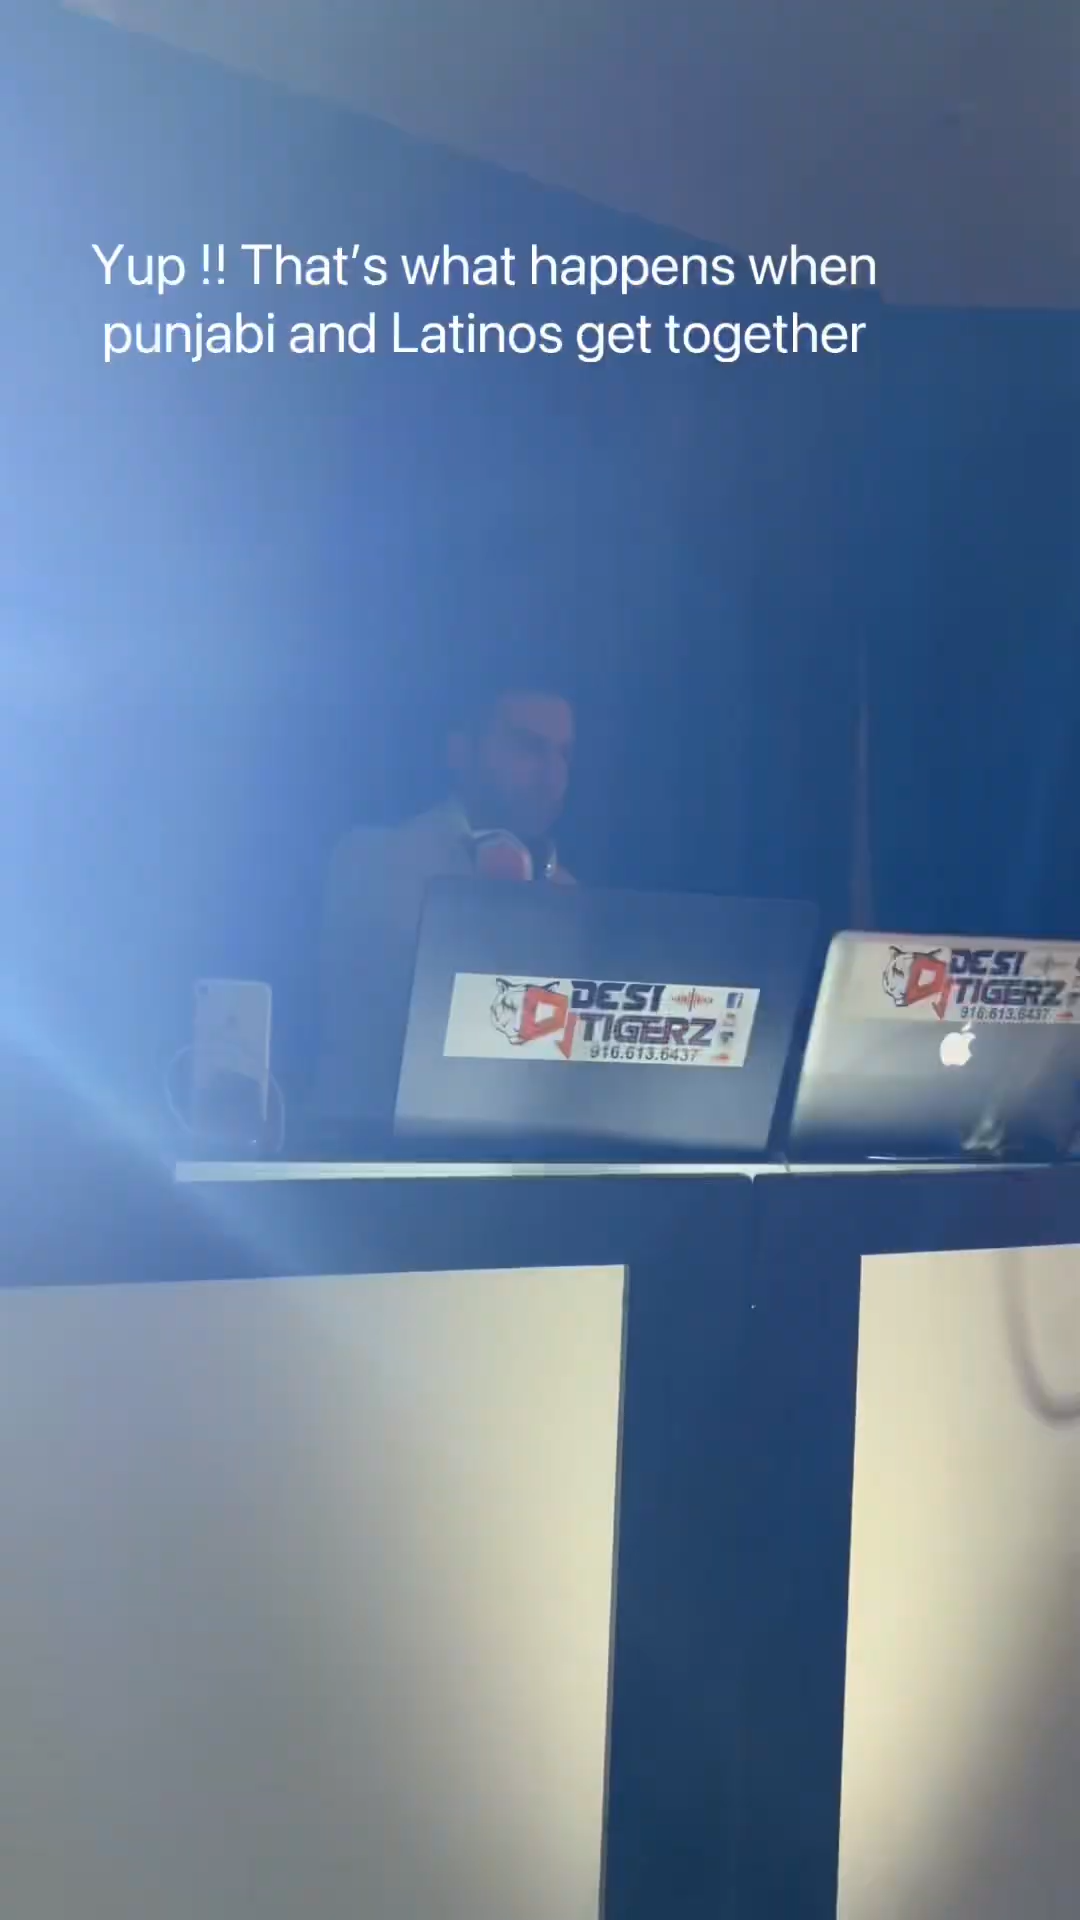 Yup !! That's what happens when
punjabi and Latinos get together
DJ DESI
TIGERZ
916.613.6437
DJ DESI
TIGERZ
916.613.6437